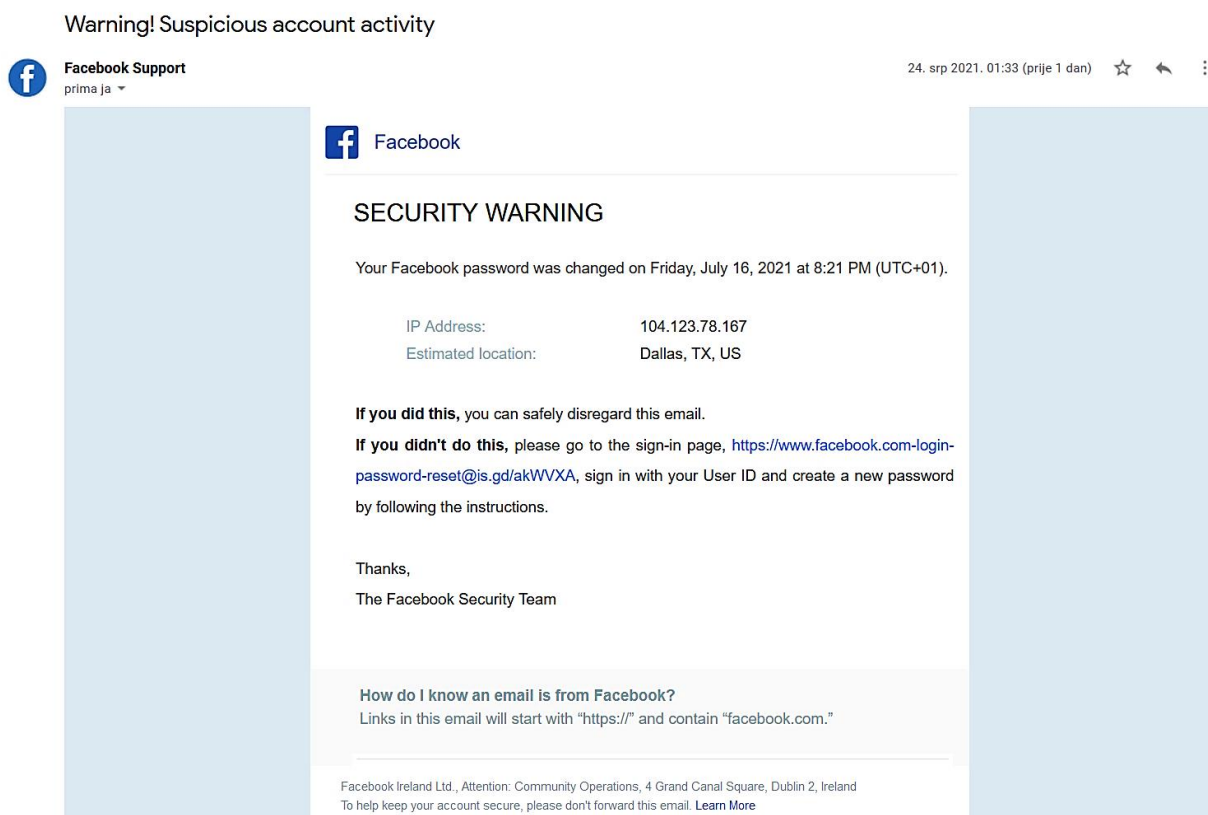 Warning! Suspicious account activity
Facebook Support
24. srp 2021. 01:33 (prije 1 dan)
prima ja
Facebook
SECURITY WARNING
Your Facebook password was changed on Friday, July 16, 2021 at 8:21 PM (UTC+01).
IP Address: 104.123.78.167
Estimated location: Dallas, TX, US
If you did this, you can safely disregard this email.
If you didn't do this, please go to the sign-in page, https://www.facebook.com-login-
password-reset@is.gd/akWVXA, sign in with your User ID and create a new password
by following the instructions.
Thanks,
The Facebook Security Team
How do I know an email is from Facebook?
Links in this email will start with “https://” and contain “facebook.com.”
Facebook Ireland Ltd., Attention: Community Operations, 4 Grand Canal Square, Dublin 2, Ireland
To help keep your account secure, please don't forward this email. Learn More